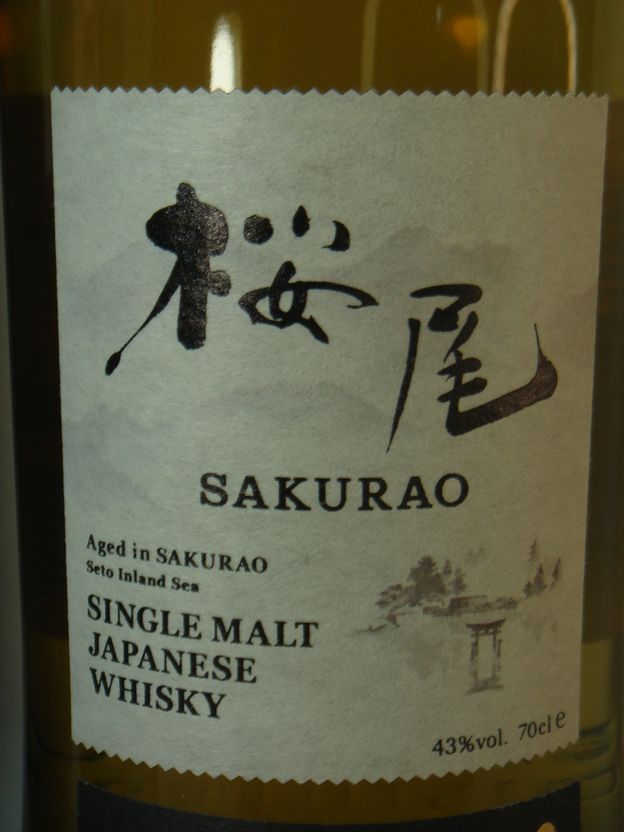 桜尾
SAKURAO
Aged in SAKURAO
Seto Inland Sea
SINGLE MALT
JAPANESE
WHISKY
43%vol. 70cl e